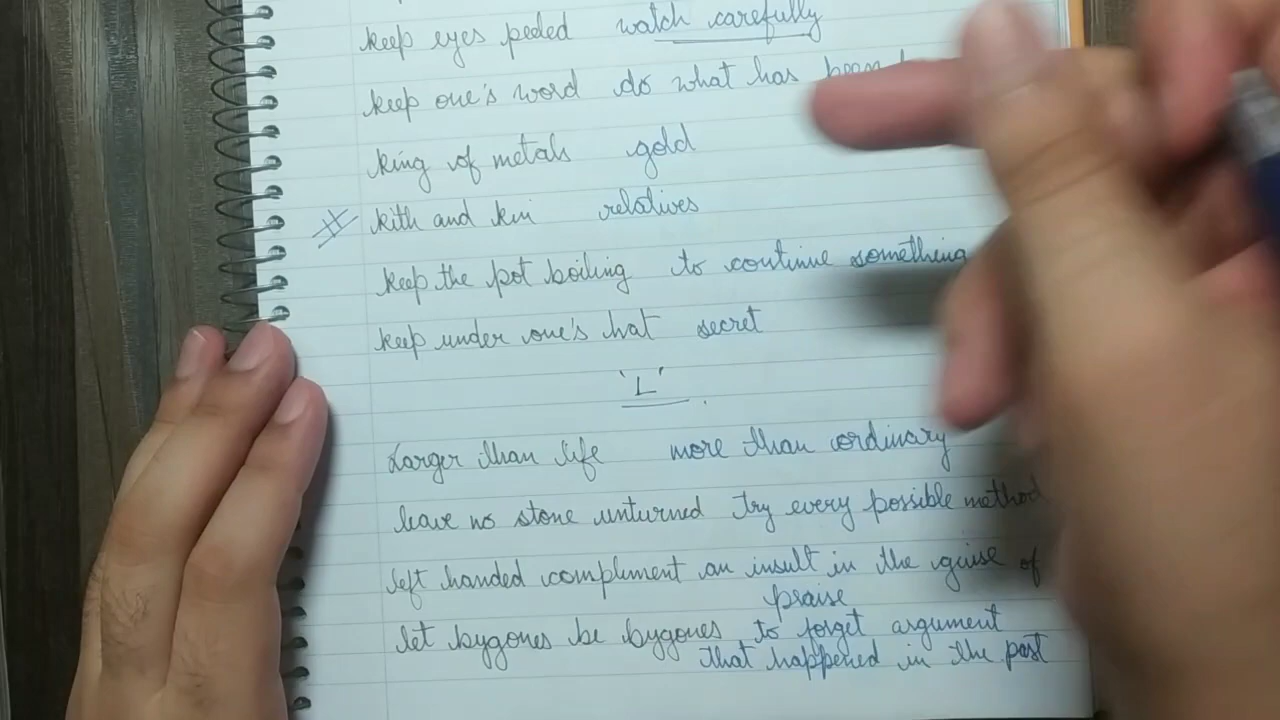 keep eyes peeled watch carefully
keep one's word do what has been
king of metals gold
# kith and kin relatives
keep the pot boiling to continue something
keep under one's hat secret
'L'
Larger than life more than ordinary
leave no stone unturned try every possible method
left handed compliment an insult in the guise of
praise
let bygones be bygones to forget argument
that happened in the past